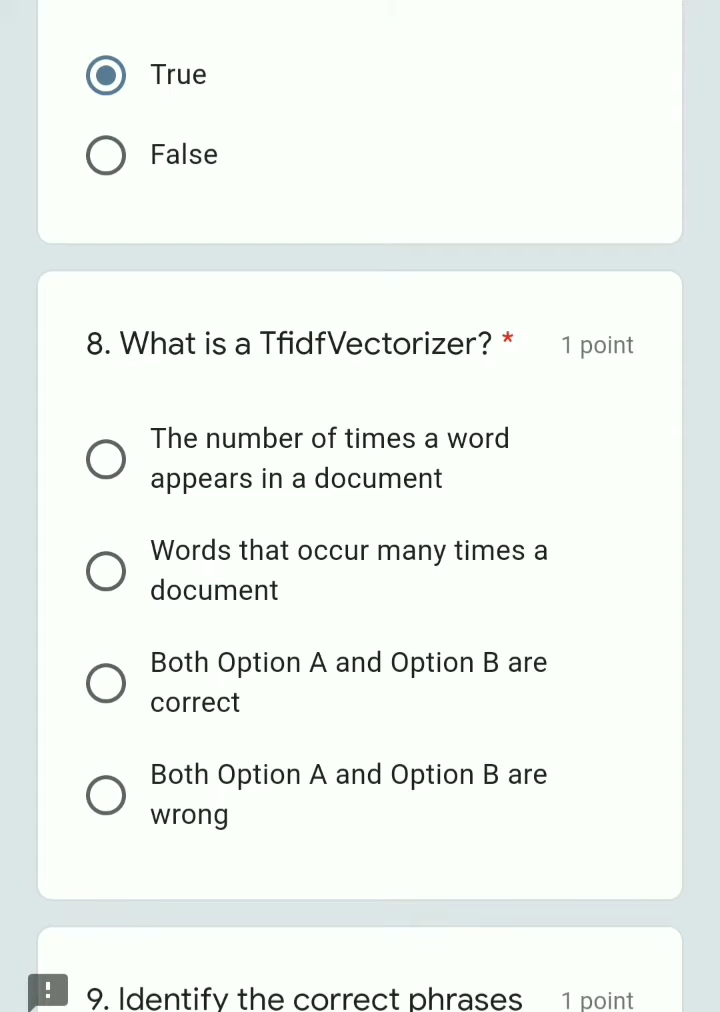 True
False
8. What is a TfidfVectorizer? * 1 point
The number of times a word
appears in a document
Words that occur many times a
document
Both Option A and Option B are
correct
Both Option A and Option B are
wrong
9. Identify the correct phrases 1 point